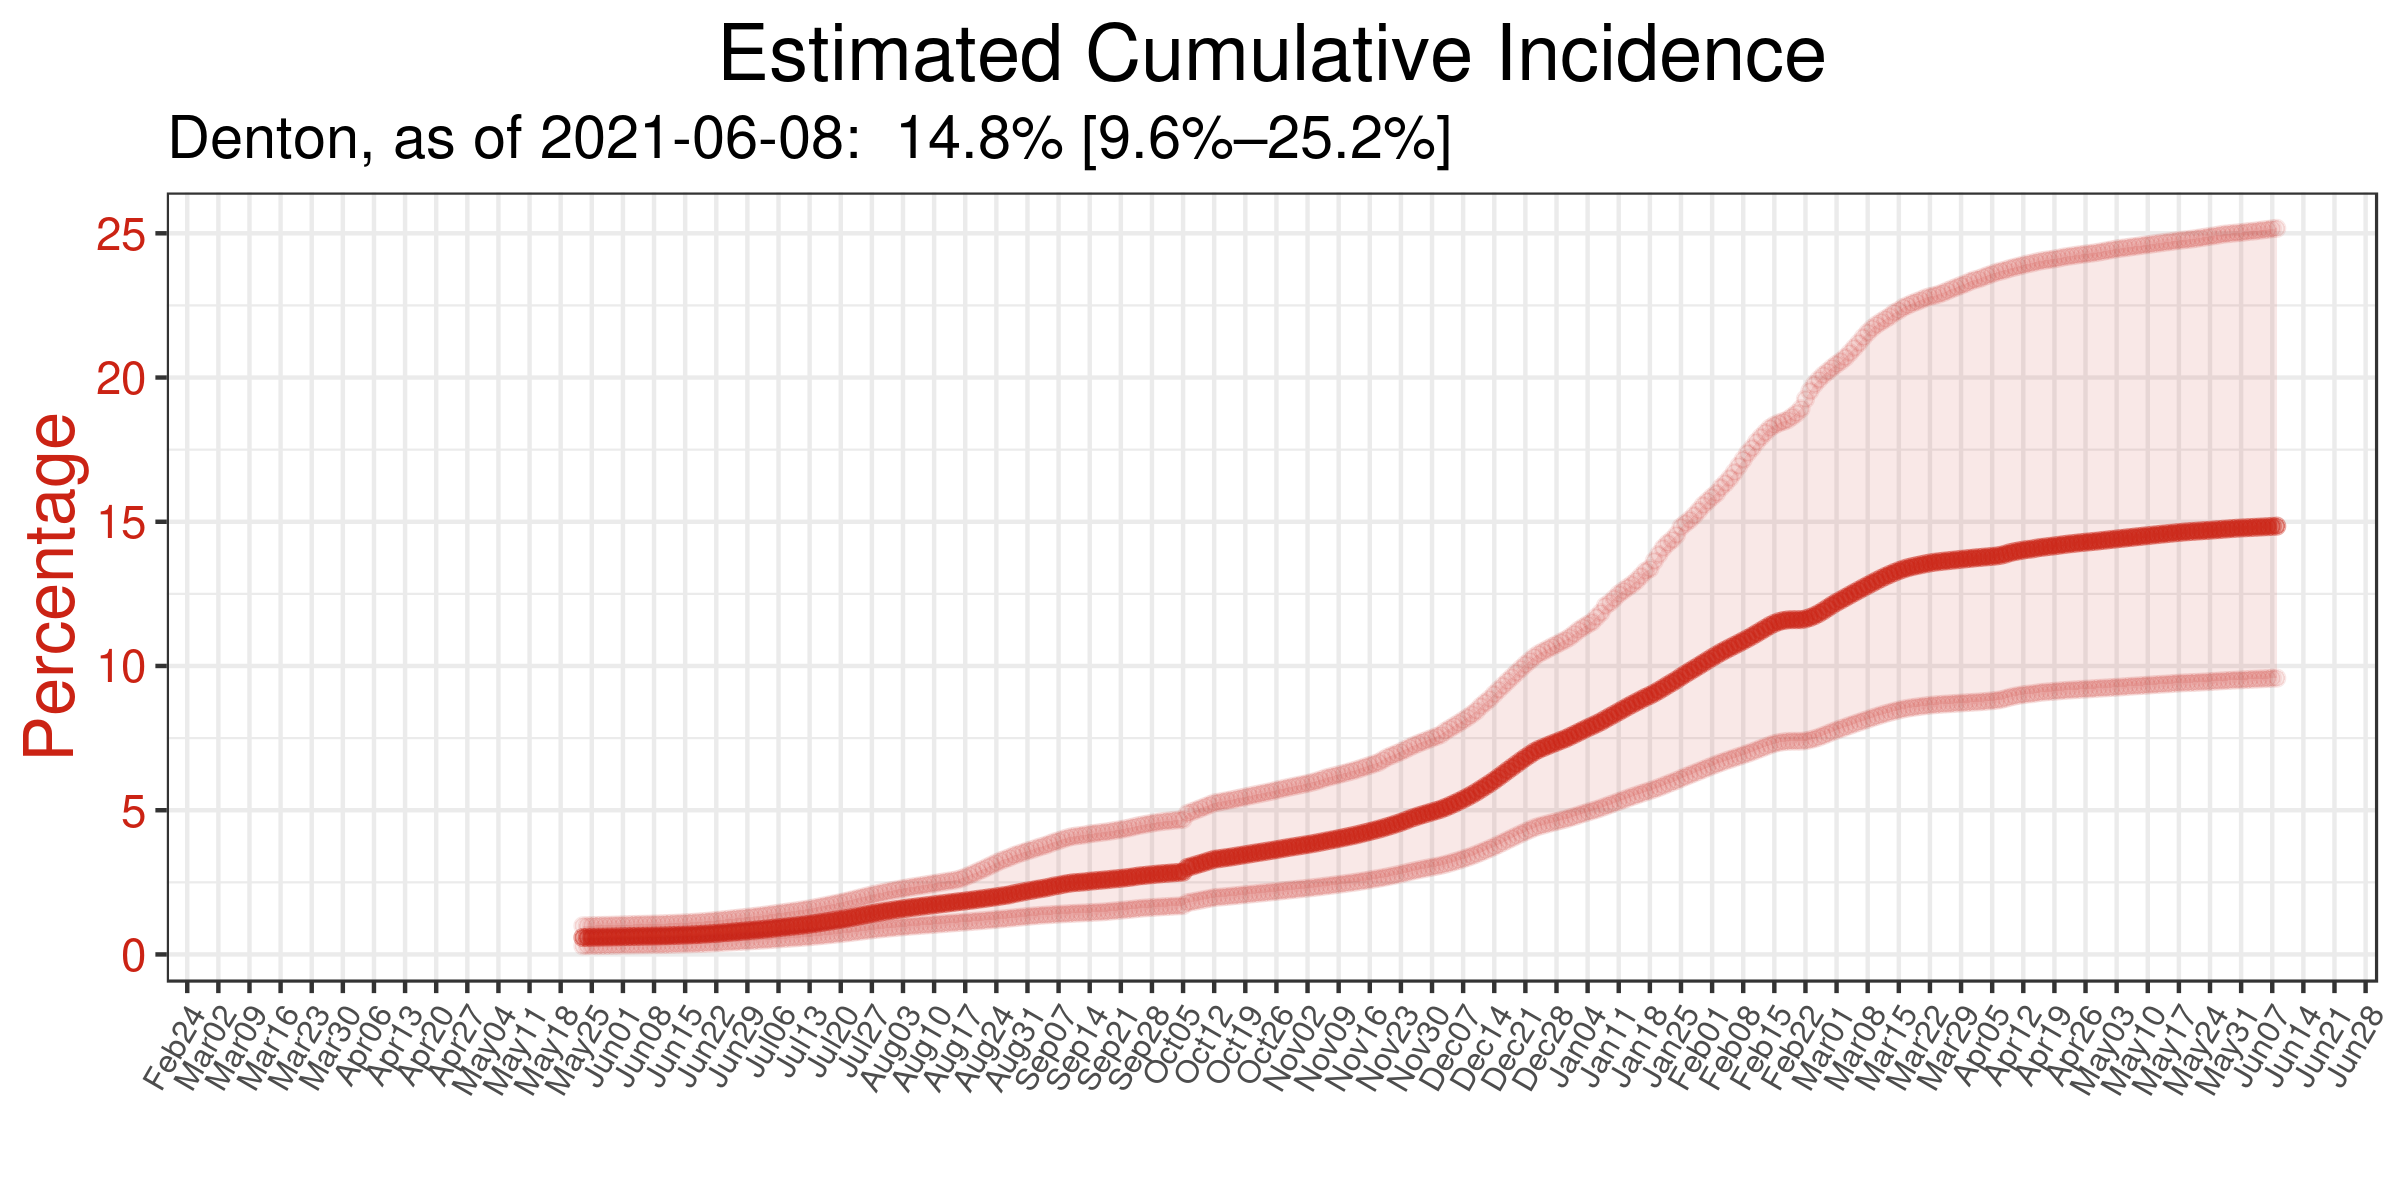 Estimated Cumulative Incidence
Denton, as of 2021-06-08:  14.8% [9.6%–25.2%]
Percentage
25
20
15
10
5
0
Feb24
Mar02
Mar09
Mar16
Mar23
Mar30
Apr06
Apr13
Apr20
Apr27
May04
May11
May18
May25
Jun01
Jun08
Jun15
Jun22
Jun29
Jul06
Jul13
Jul20
Jul27
Aug03
Aug10
Aug17
Aug24
Aug31
Sep07
Sep14
Sep21
Sep28
Oct05
Oct12
Oct19
Oct26
Nov02
Nov09
Nov16
Nov23
Nov30
Dec07
Dec14
Dec21
Dec28
Jan04
Jan11
Jan18
Jan25
Feb01
Feb08
Feb15
Feb22
Mar01
Mar08
Mar15
Mar22
Mar29
Apr05
Apr12
Apr19
Apr26
May03
May10
May17
May24
May31
Jun07
Jun14
Jun21
Jun28